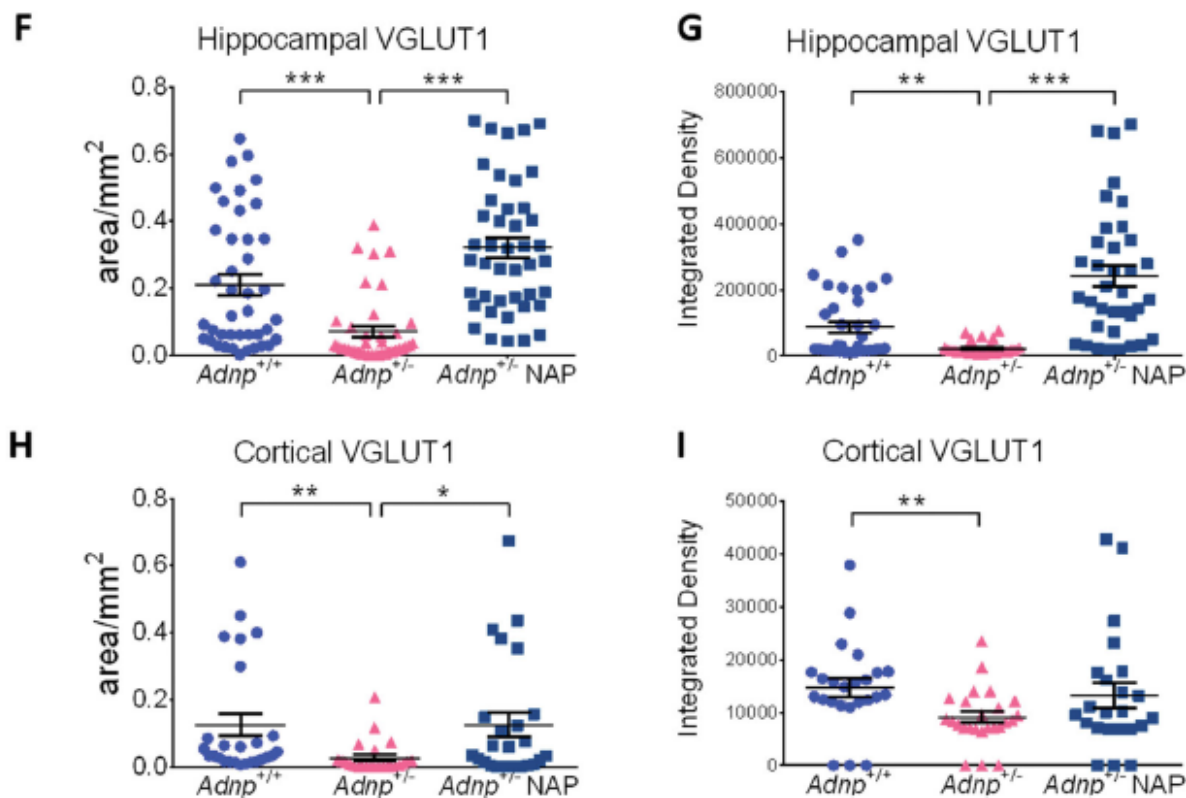 F
Hippocampal VGLUT1
*** ***
area/mm²
0.8
0.6
0.4
0.2
0.0
Adnp+/+ Adnp+/- Adnp+/- NAP
G
Hippocampal VGLUT1
** ***
Integrated Density
800000
600000
400000
200000
0
Adnp+/+ Adnp+/- Adnp+/- NAP
H
Cortical VGLUT1
** *
area/mm²
0.8
0.6
0.4
0.2
0.0
Adnp+/+ Adnp+/- Adnp+/- NAP
I
Cortical VGLUT1
**
Integrated Density
50000
40000
30000
20000
10000
0
Adnp+/+ Adnp+/- Adnp+/- NAP